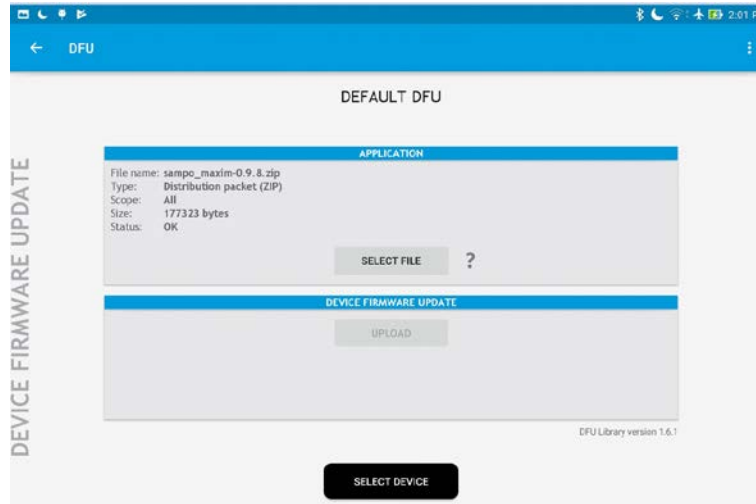 2:01 P
DFU
DEFAULT DFU
DEVICE FIRMWARE UPDATE
APPLICATION
File name: sampo_maxim-0.9.8.zip
Type: Distribution packet (ZIP)
Scope: All
Size: 177323 bytes
Status: OK
SELECT FILE ?
DEVICE FIRMWARE UPDATE
UPLOAD
DFU Library version 1.6.1
SELECT DEVICE